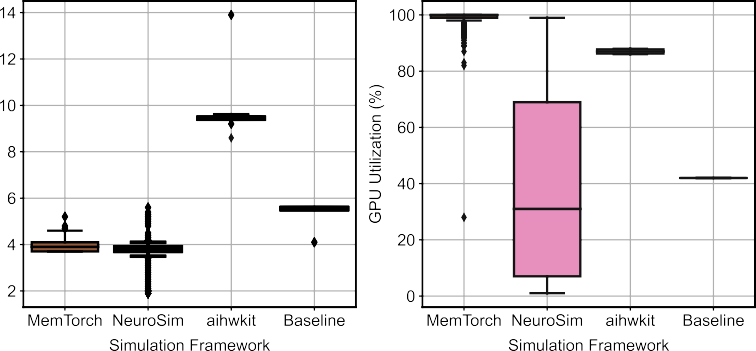 14
12
10
8
6
4
2
MemTorch NeuroSim aihwkit Baseline
Simulation Framework
GPU Utilization (%)
100
80
60
40
20
0
MemTorch NeuroSim aihwkit Baseline
Simulation Framework